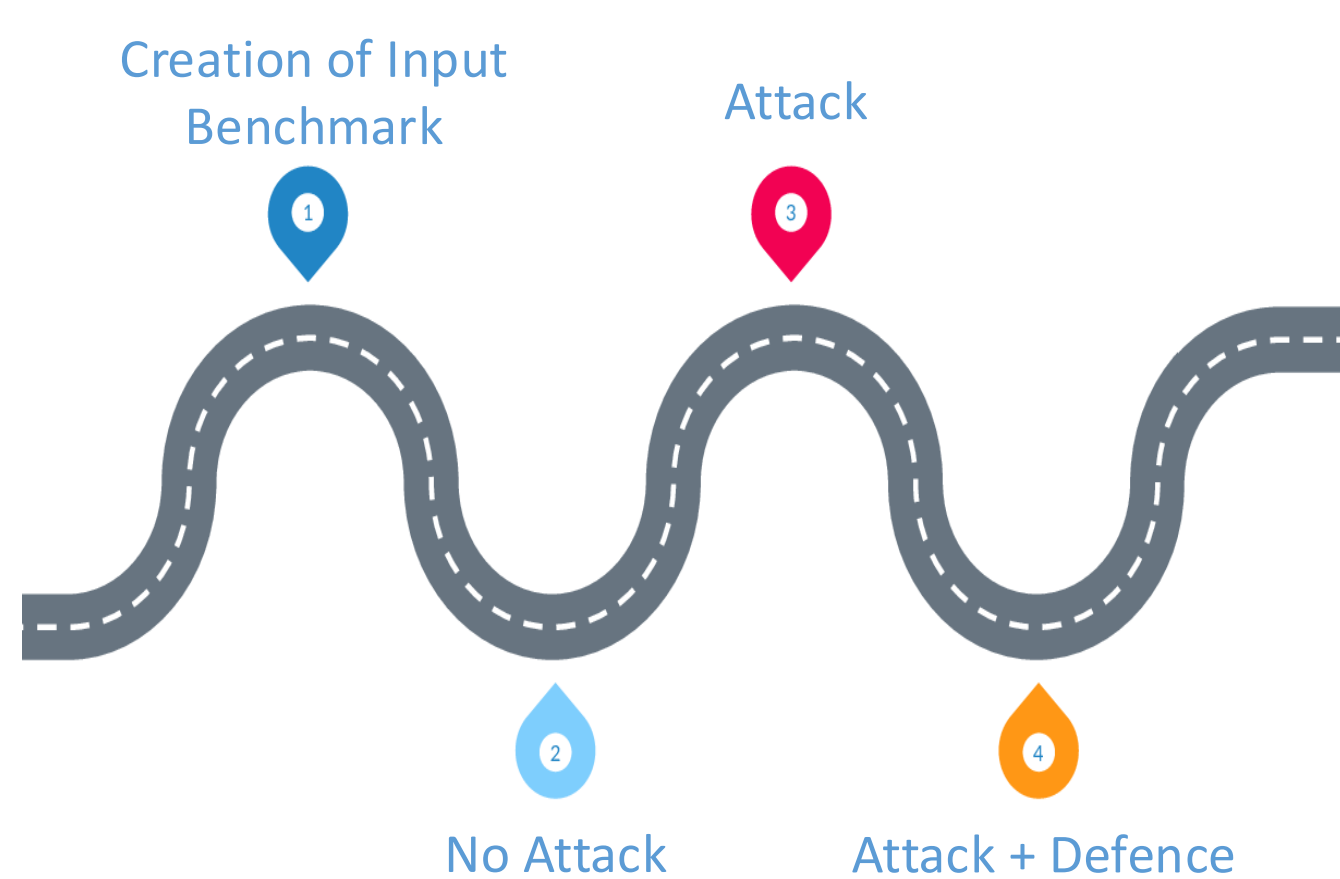 Creation of Input
Benchmark
1
2
No Attack
Attack
3
4
Attack + Defence